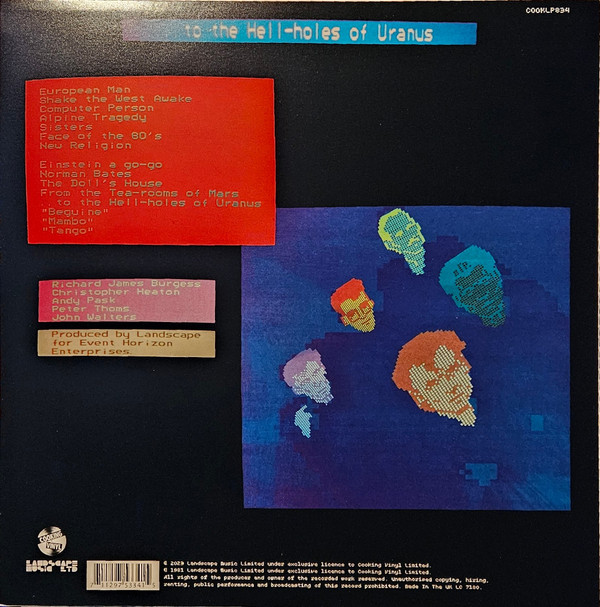 COOKLP834
to the Hell-holes of Uranus
European Man
Shake the West Awake
Computer Person
Alpine Tragedy
Sisters
Face of the 80's
New Religion
Einstein a go-go
Norman Bates
The Doll's House
From the Tea-rooms of Mars
to the Hell-holes of Uranus
"Beguine"
"Mambo"
"Tango"
Richard James Burgess
Christopher Heaton
Andy Pask
Peter Thoms
John Walters
Produced by Landscape
for Event Horizon
Enterprises
COOKING
VINYL
LANDSCAPE
MUSIC LTD
℗ 2023 Landscape Music Limited under exclusive licence to Cooking Vinyl Limited.
© 1981 Landscape Music Limited under exclusive licence to Cooking Vinyl Limited.
All rights of the producer and owner of the recorded work reserved. Unauthorised copying, hiring,
renting, public performance and broadcasting of this record prohibited. Made In The UK LC 7180.